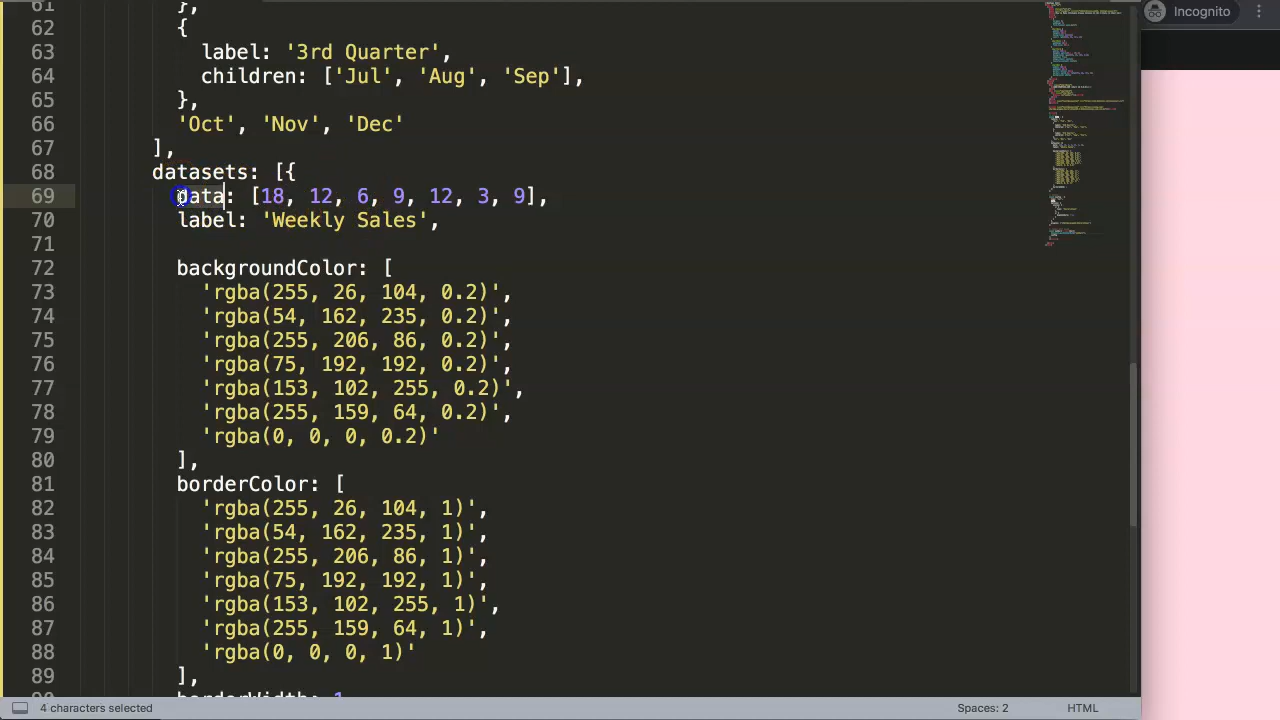 61 },
62 {
63 label: '3rd Quarter',
64 children: ['Jul', 'Aug', 'Sep'],
65 },
66 'Oct', 'Nov', 'Dec'
67 ],
68 datasets: [{
69 data: [18, 12, 6, 9, 12, 3, 9],
70 label: 'Weekly Sales',
71
72 backgroundColor: [
73 'rgba(255, 26, 104, 0.2)',
74 'rgba(54, 162, 235, 0.2)',
75 'rgba(255, 206, 86, 0.2)',
76 'rgba(75, 192, 192, 0.2)',
77 'rgba(153, 102, 255, 0.2)',
78 'rgba(255, 159, 64, 0.2)',
79 'rgba(0, 0, 0, 0.2)'
80 ],
81 borderColor: [
82 'rgba(255, 26, 104, 1)',
83 'rgba(54, 162, 235, 1)',
84 'rgba(255, 206, 86, 1)',
85 'rgba(75, 192, 192, 1)',
86 'rgba(153, 102, 255, 1)',
87 'rgba(255, 159, 64, 1)',
88 'rgba(0, 0, 0, 1)'
89 ],
90 borderWidth: 1
Incognito
4 characters selected
Spaces: 2
HTML